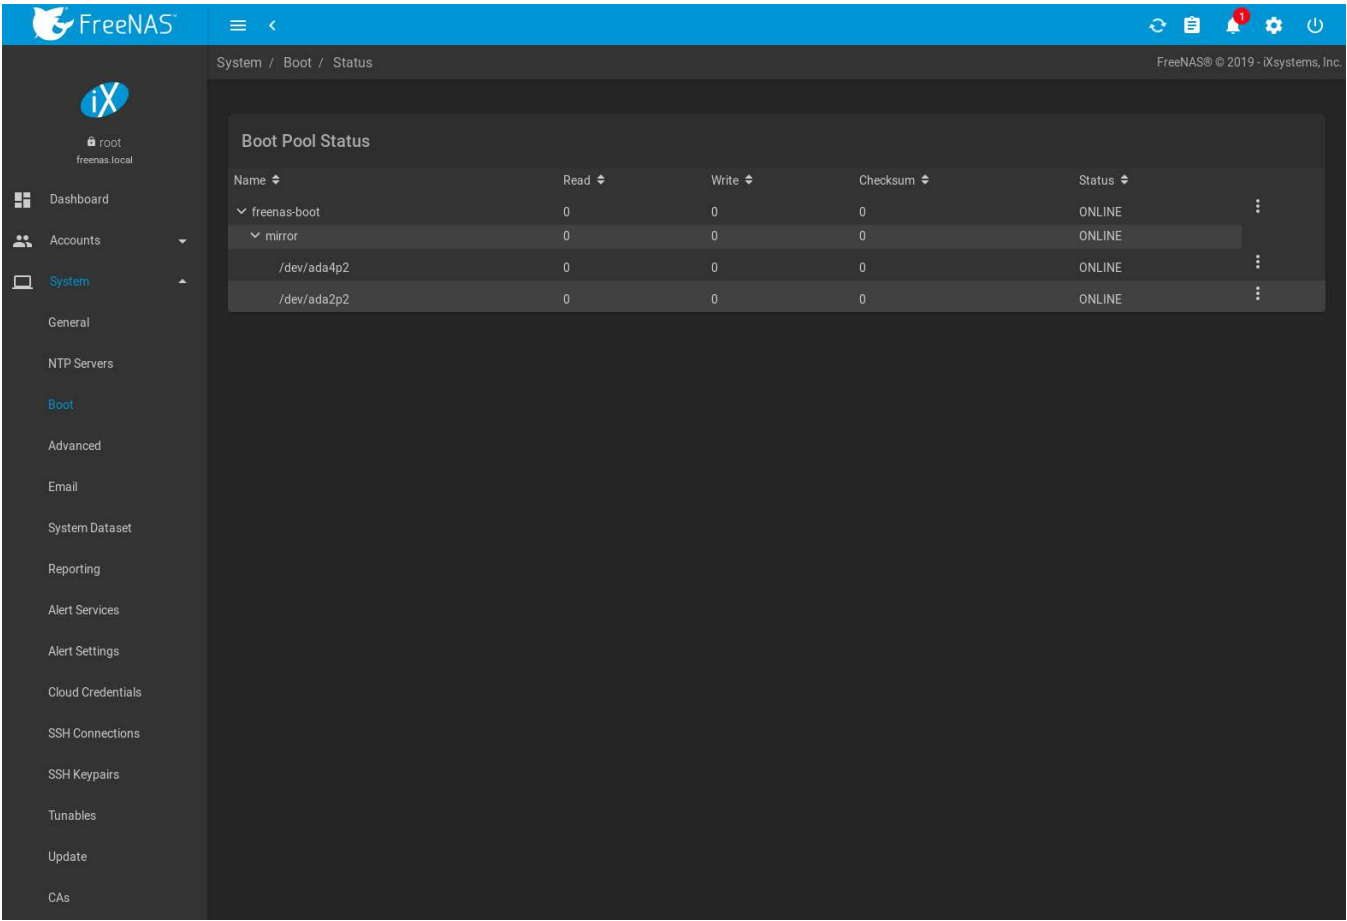 FreeNAS
1
System / Boot / Status
FreeNAS® © 2019 - iXsystems, Inc.
iX
root
freenas.local
Dashboard
Accounts
System
General
NTP Servers
Boot
Advanced
Email
System Dataset
Reporting
Alert Services
Alert Settings
Cloud Credentials
SSH Connections
SSH Keypairs
Tunables
Update
CAs
Boot Pool Status
Name Read Write Checksum Status
freenas-boot 0 0 0 ONLINE
mirror 0 0 0 ONLINE
/dev/ada4p2 0 0 0 ONLINE
/dev/ada2p2 0 0 0 ONLINE